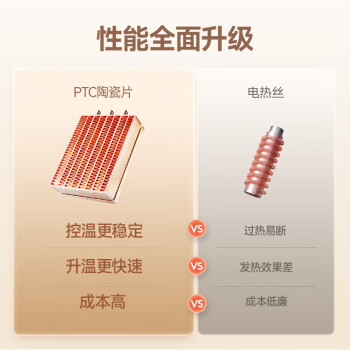 性能全面升级
PTC陶瓷片
电热丝
控温更稳定
VS
过热易断
升温更快速
VS
发热效果差
成本高
VS
成本低廉